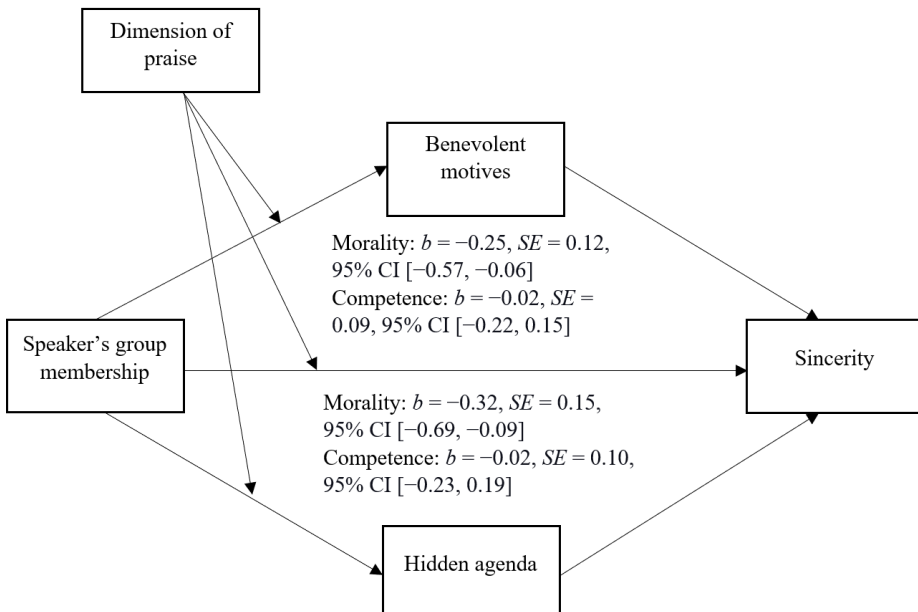 Dimension of
praise
Benevolent
motives
Morality: b = −0.25, SE = 0.12,
95% CI [−0.57, −0.06]
Competence: b = −0.02, SE =
0.09, 95% CI [−0.22, 0.15]
Speaker’s group
membership
Sincerity
Morality: b = −0.32, SE = 0.15,
95% CI [−0.69, −0.09]
Competence: b = −0.02, SE = 0.10,
95% CI [−0.23, 0.19]
Hidden agenda